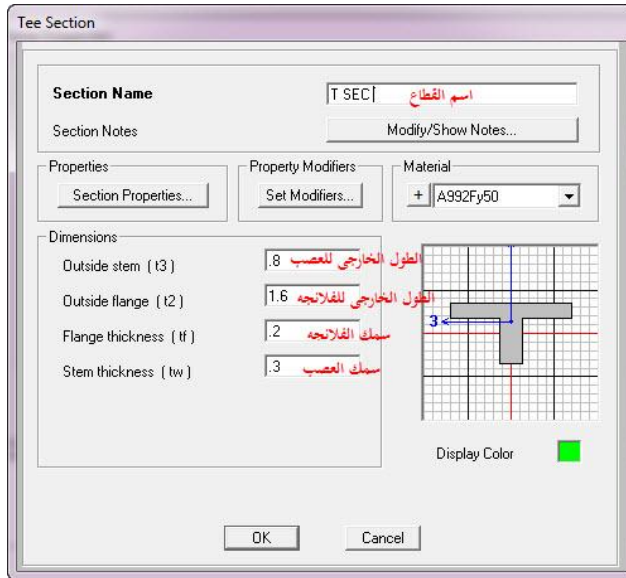 Tee Section
Section Name T SEC اسم القطاع
Section Notes Modify/Show Notes...
Properties Property Modifiers Material
Section Properties... Set Modifiers... + A992Fy50
Dimensions
Outside stem ( t3 ) .8 الطول الخارجى للعصب
Outside flange ( t2 ) 1.6 الطول الخارجى للفلانجه
Flange thickness ( tf ) .2 سمك الفلانجه
Stem thickness ( tw ) .3 سمك العصب
3
Display Color
OK Cancel